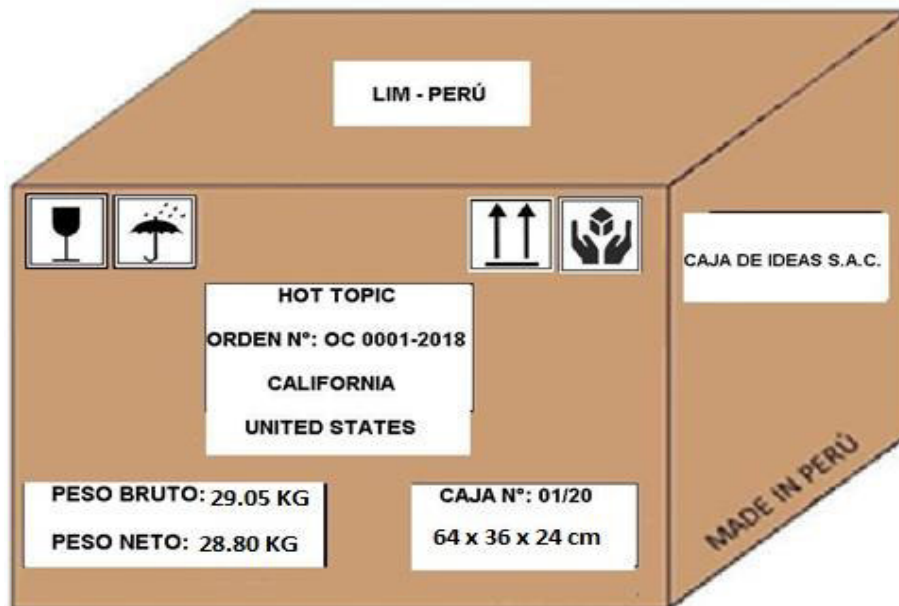 LIM - PERÚ
CAJA DE IDEAS S.A.C.
HOT TOPIC
ORDEN N°: OC 0001-2018
CALIFORNIA
UNITED STATES
PESO BRUTO: 29.05 KG
PESO NETO: 28.80 KG
CAJA N°: 01/20
64 x 36 x 24 cm
MADE IN PERÚ